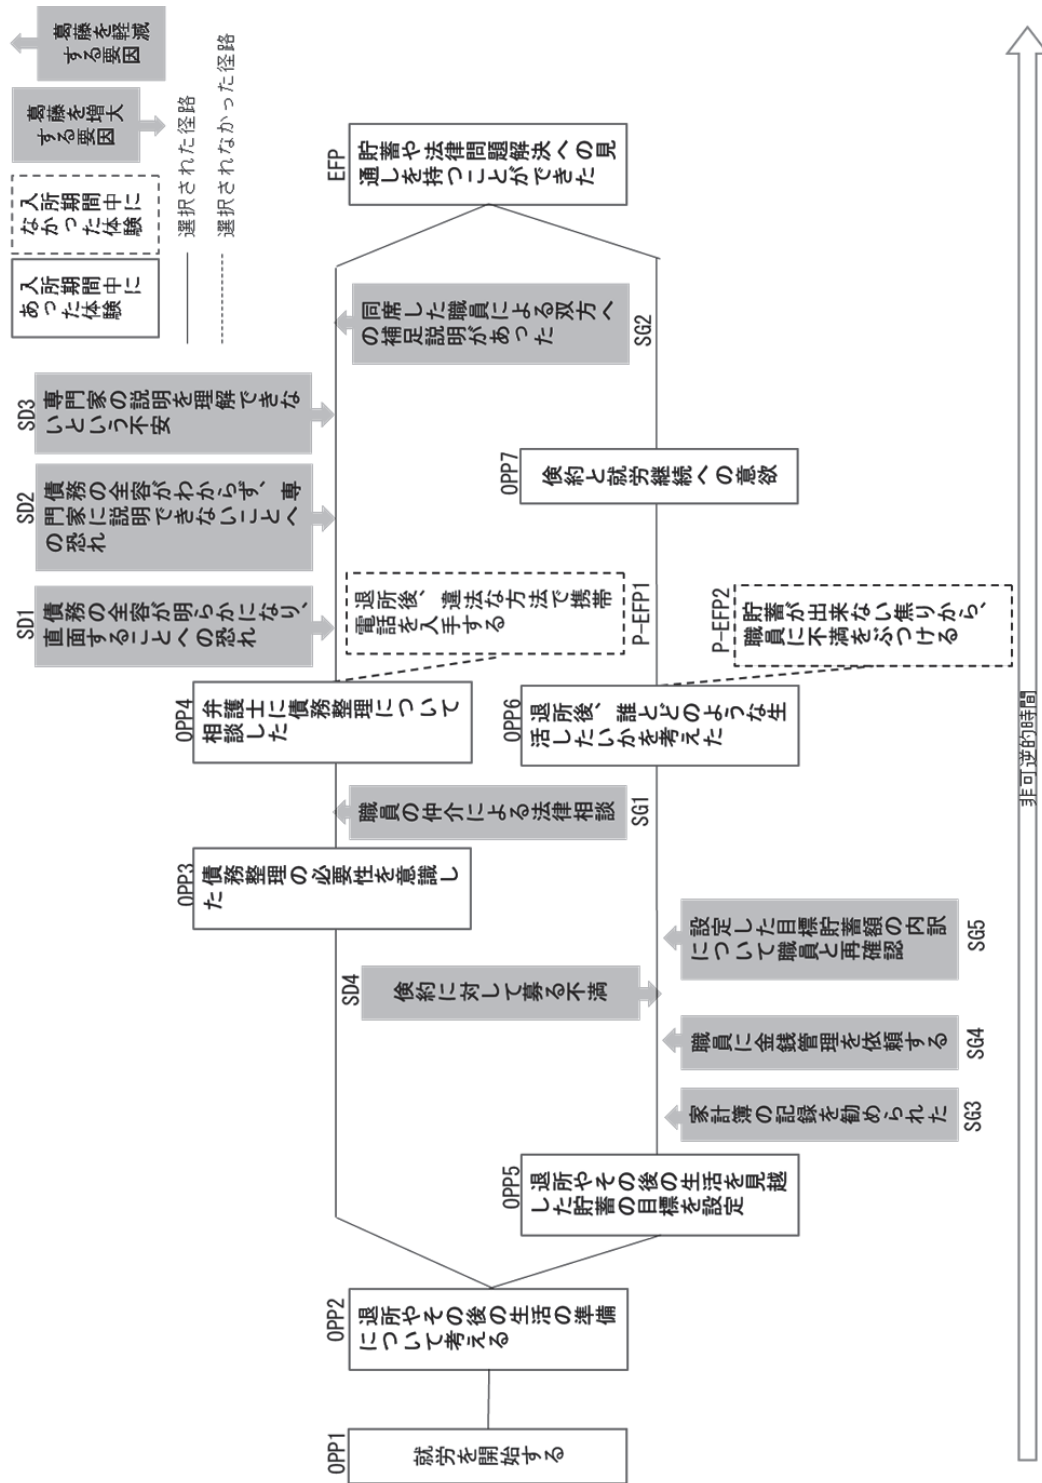 葛藤を軽減
する要因
葛藤を増大
する要因
入所期間中に
なかった体験
入所期間中に
あった体験
選択された経路
選択されなかった経路
OPP1
就労を開始する
OPP2
退所やその後の生活の準備
について考える
SD1
債務の全容が明らかになり、
直面することへの恐れ
SD2
債務の全容がわからず、専
門家に説明できないことへ
の恐れ
SD3
専門家の説明を理解できな
いという不安
OPP3
債務整理の必要性を意識し
た
OPP4
弁護士に債務整理について
相談した
職員の仲介による法律相談
SG1
退所後、違法な方法で携帯
電話を入手する
P-EFP1
同席した職員による双方へ
の補足説明があった
SG2
EFP
貯蓄や法律問題解決への見
通しを持つことができた
SD4
倹約に対して募る不満
OPP5
退所やその後の生活を見越
した貯蓄の目標を設定
OPP6
退所後、誰とどのような生
活したいかを考えた
OPP7
倹約と就労継続への意欲
家計簿の記録を勧められた
SG3
職員に金銭管理を依頼する
SG4
設定した目標貯蓄額の内訳
について職員と再確認
SG5
P-EFP2
貯蓄が出来ない焦りから、
職員に不満をぶつける
非可逆的時間